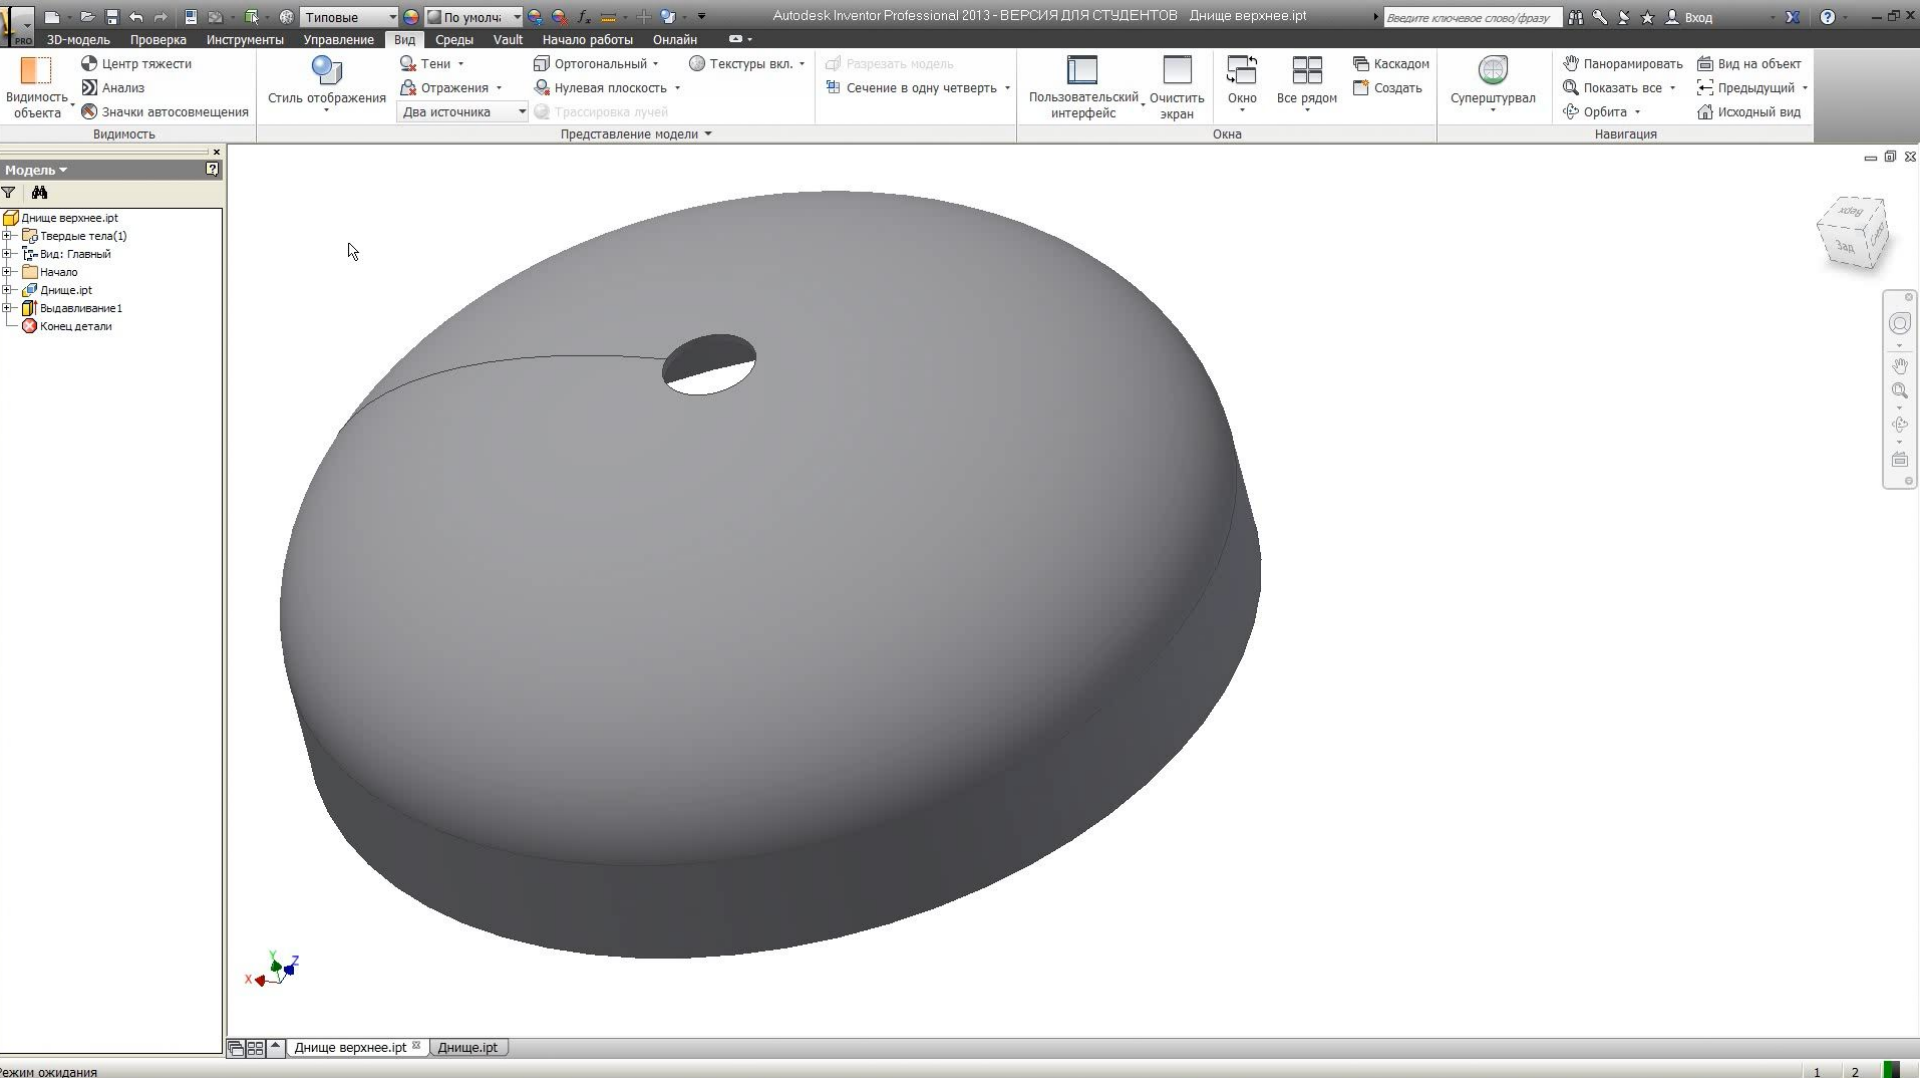 PRO
Типовые
По умолч
Autodesk Inventor Professional 2013 - ВЕРСИЯ ДЛЯ СТУДЕНТОВ Днище верхнее.ipt
Введите ключевое слово/фразу
Вход
3D-модель Проверка Инструменты Управление Вид Среды Vault Начало работы Онлайн
Видимость объекта
Центр тяжести
Анализ
Значки автосовмещения
Видимость
Стиль отображения
Тени
Отражения
Два источника
Ортогональный
Нулевая плоскость
Трассировка лучей
Текстуры вкл.
Разрезать модель
Сечение в одну четверть
Представление модели
Пользовательский интерфейс
Очистить экран
Окно
Все рядом
Каскадом
Создать
Окна
Суперштурвал
Панорамировать
Показать все
Орбита
Вид на объект
Предыдущий
Исходный вид
Навигация
Модель
Днище верхнее.ipt
Твердые тела(1)
Вид: Главный
Начало
Днище.ipt
Выдавливание1
Конец детали
Верх
Зад
X
Y
Z
Днище верхнее.ipt
Днище.ipt
Режим ожидания
1 2